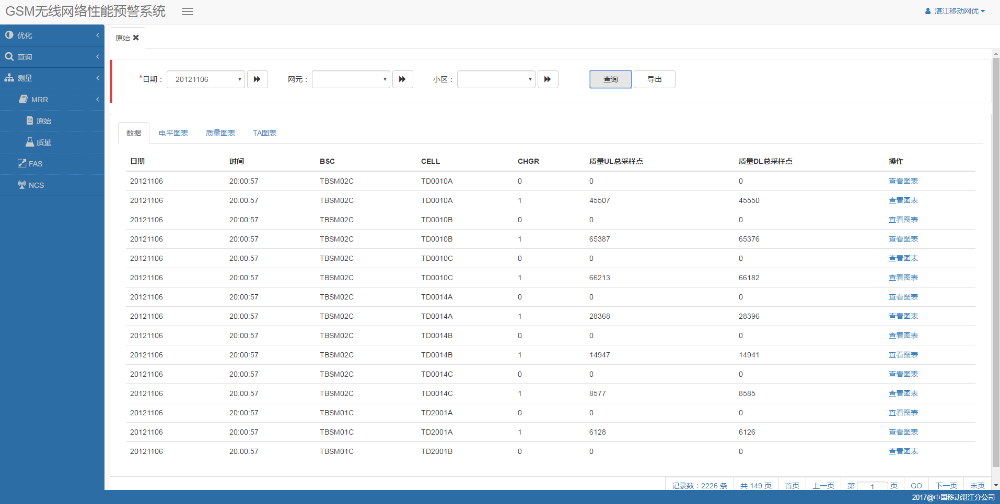 GSM无线网络性能预警系统
湛江移动网优
优化
查询
测量
MRR
原始
质量
FAS
NCS
原始
*日期： 20121106 网元： 小区： 查询 导出
数据 电平图表 质量图表 TA图表
日期 时间 BSC CELL CHGR 质量UL总采样点 质量DL总采样点 操作
20121106 20:00:57 TBSM02C TD0010A 0 0 0 查看图表
20121106 20:00:57 TBSM02C TD0010A 1 45507 45550 查看图表
20121106 20:00:57 TBSM02C TD0010B 0 0 0 查看图表
20121106 20:00:57 TBSM02C TD0010B 1 65387 65376 查看图表
20121106 20:00:57 TBSM02C TD0010C 0 0 0 查看图表
20121106 20:00:57 TBSM02C TD0010C 1 66213 66182 查看图表
20121106 20:00:57 TBSM02C TD0014A 0 0 0 查看图表
20121106 20:00:57 TBSM02C TD0014A 1 28368 28396 查看图表
20121106 20:00:57 TBSM02C TD0014B 0 0 0 查看图表
20121106 20:00:57 TBSM02C TD0014B 1 14947 14941 查看图表
20121106 20:00:57 TBSM02C TD0014C 0 0 0 查看图表
20121106 20:00:57 TBSM02C TD0014C 1 8577 8585 查看图表
20121106 20:00:57 TBSM01C TD2001A 0 0 0 查看图表
20121106 20:00:57 TBSM01C TD2001A 1 6128 6126 查看图表
20121106 20:00:57 TBSM01C TD2001B 0 0 0 查看图表
记录数：2226 条 共 149 页 首页 上一页 第 1 页 GO 下一页 末页
2017@中国移动湛江分公司